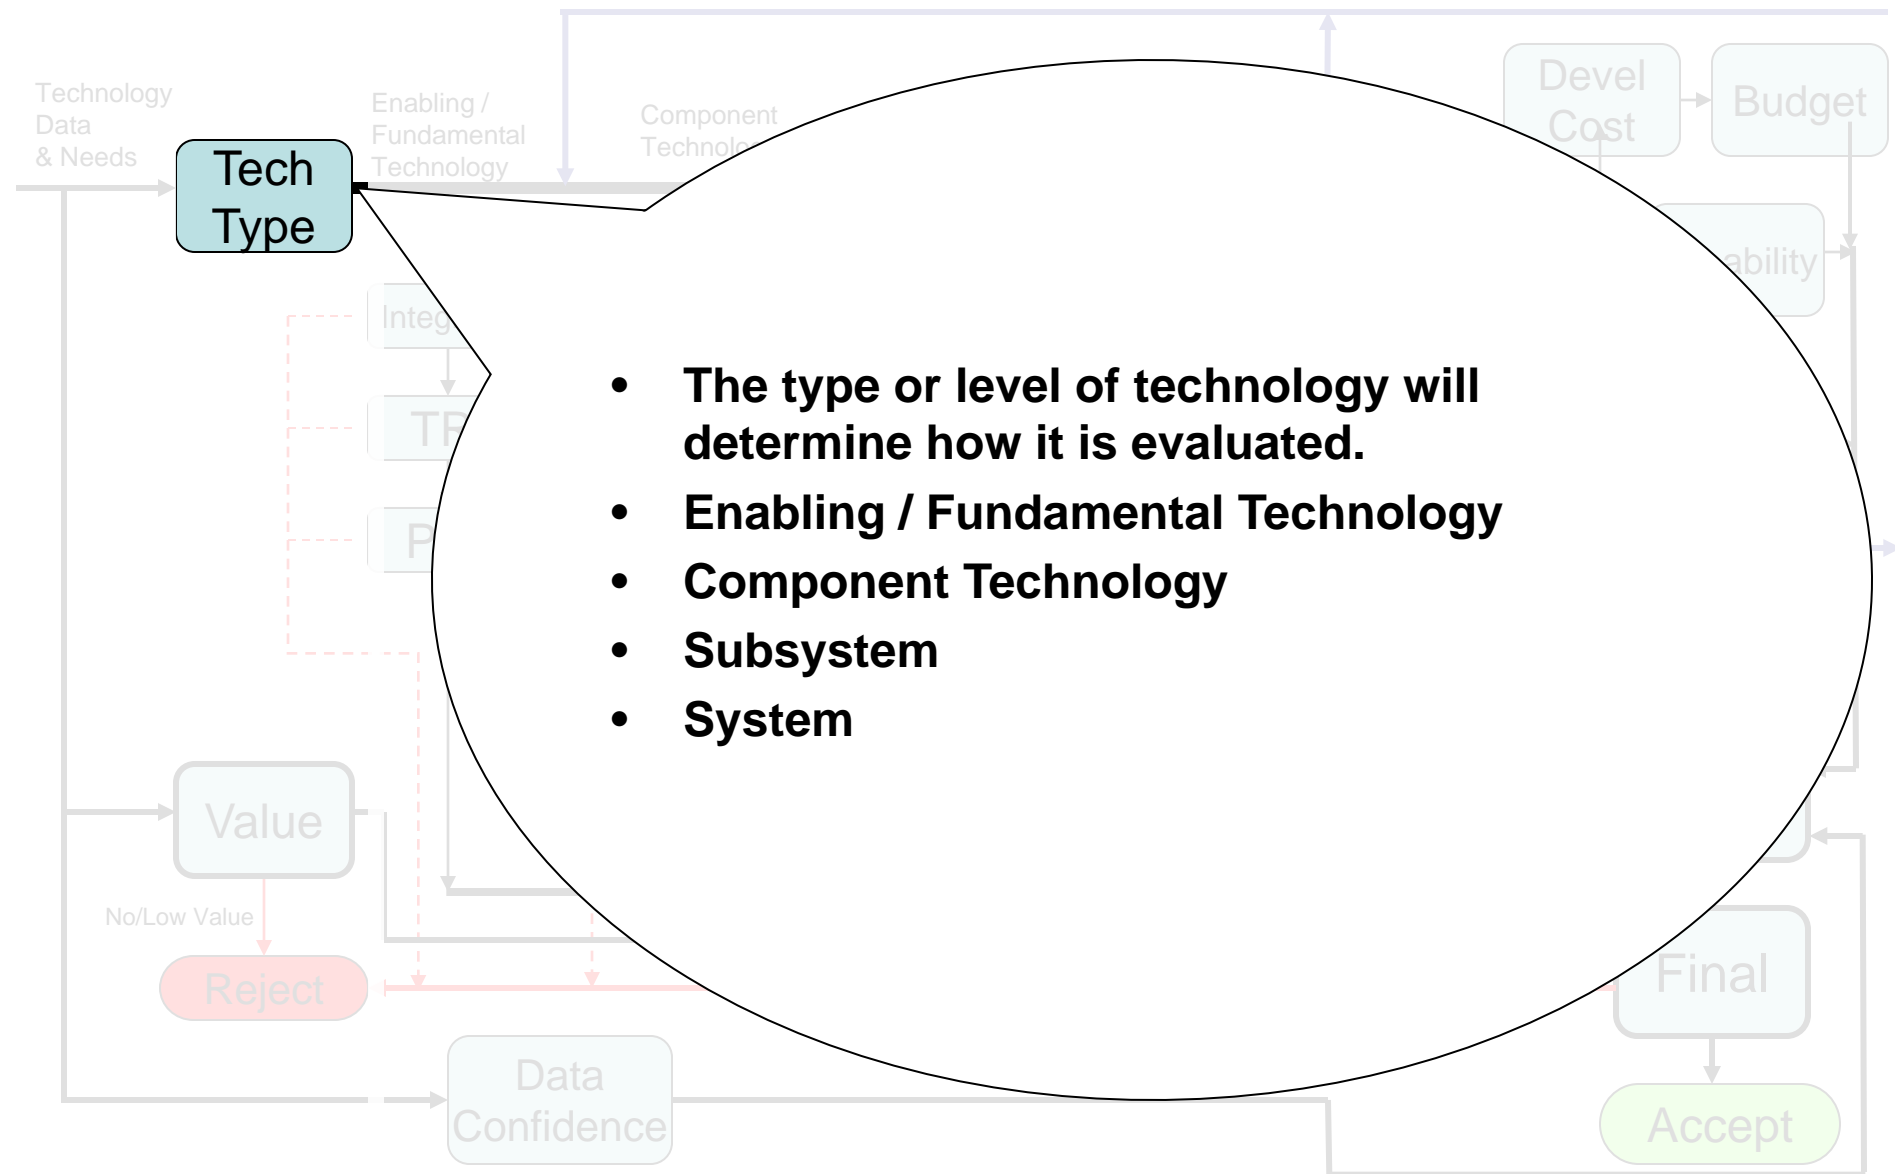 Technology
Data
& Needs
Enabling /
Fundamental
Technology
Component
Devel
Cost
Budget
Tech
Type
• The type or level of technology will
determine how it is evaluated.
• Enabling / Fundamental Technology
• Component Technology
• Subsystem
• System
Value
No/Low Value
Reject
Final
Data
Confidence
Accept